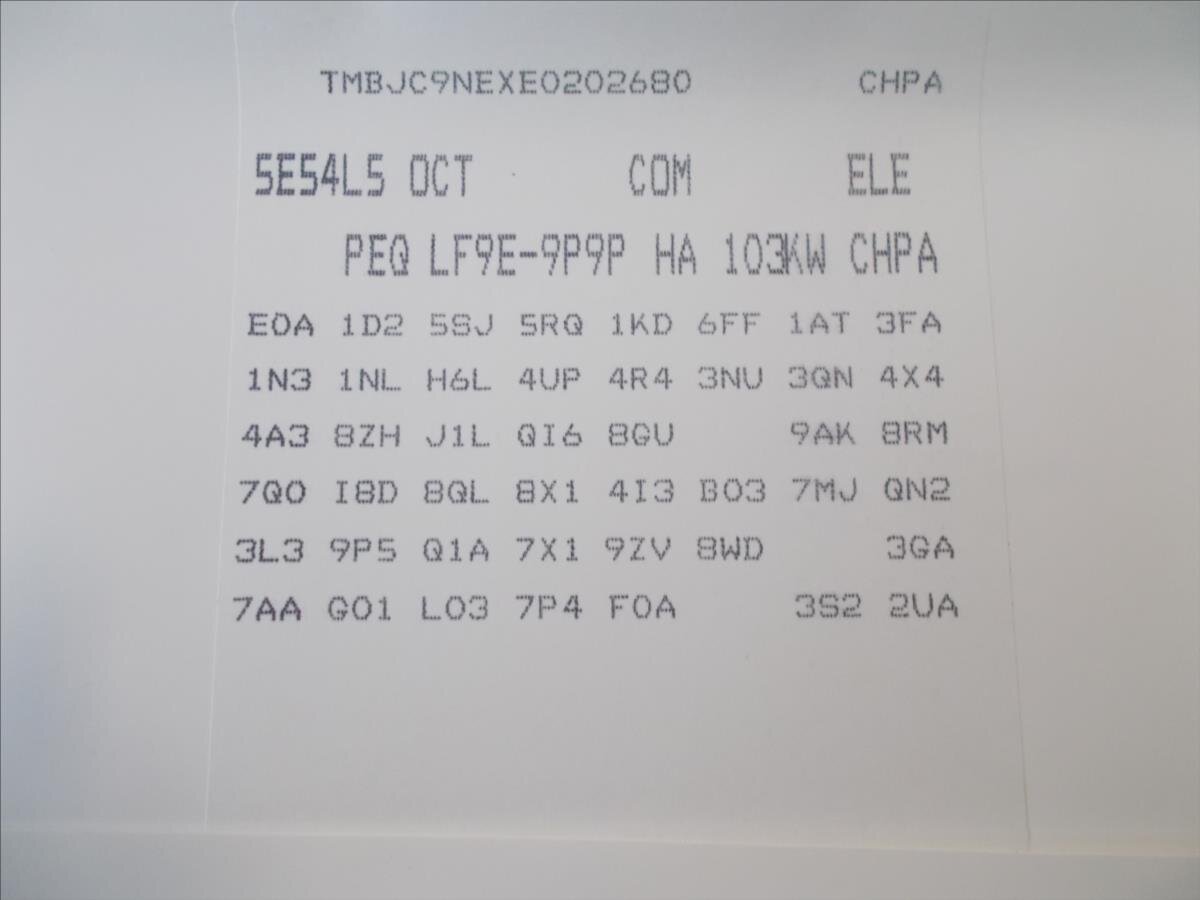 TMBJC9NEXE0202680 CHPA
5E54L5 OCT COM ELE
PEQ LF9E-9P9P HA 103KW CHPA
E0A 1D2 5SJ 5RQ 1KD 6FF 1AT 3FA
1N3 1NL H6L 4UP 4R4 3NU 3QN 4X4
4A3 8ZH J1L QI6 8GU 9AK 8RM
7Q0 I8D 8QL 8X1 4I3 B03 7MJ QN2
3L3 9P5 Q1A 7X1 9ZV 8WD 3GA
7AA G01 L03 7P4 F0A 3S2 2UA